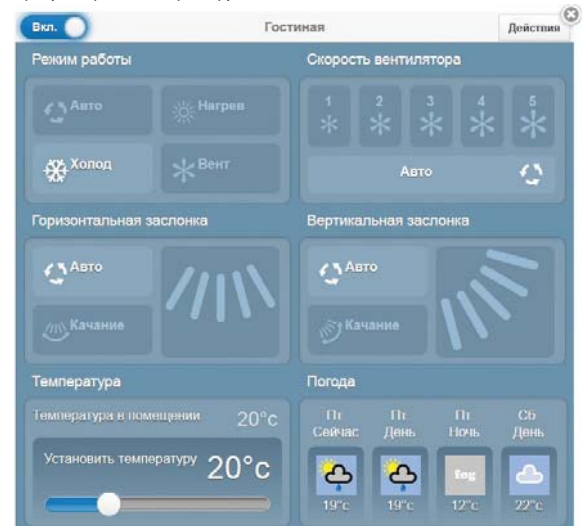 Вкл.
Гостиная
Действия
Режим работы
Авто
Нагрев
Холод
Вент
Скорость вентилятора
1 2 3 4 5
Авто
Горизонтальная заслонка
Авто
Качание
Вертикальная заслонка
Авто
Качание
Температура
Температура в помещении 20°c
Установить температуру 20°c
Погода
Пт Пт Пт Сб
Сейчас День Ночь День
fog
19°c 19°c 12°c 22°c